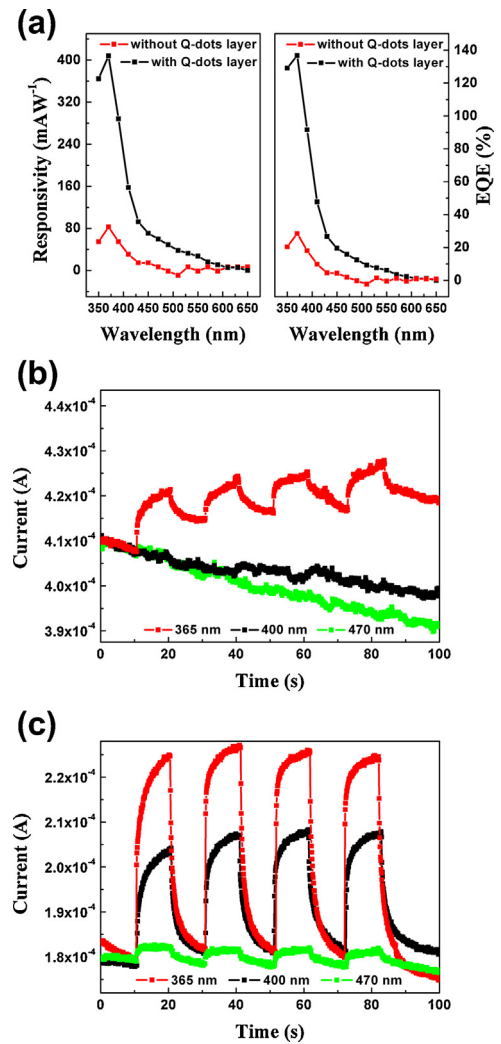 (a)
without Q-dots layer
with Q-dots layer
400
320
240
160
80
0
Responsivity (mAW⁻¹)
350 400 450 500 550 600 650
Wavelength (nm)
without Q-dots layer
with Q-dots layer
140
120
100
80
60
40
20
0
EQE (%)
350 400 450 500 550 600 650
Wavelength (nm)
(b)
4.4x10⁻⁴
4.3x10⁻⁴
4.2x10⁻⁴
4.1x10⁻⁴
4.0x10⁻⁴
3.9x10⁻⁴
Current (A)
365 nm 400 nm 470 nm
0 20 40 60 80 100
Time (s)
(c)
2.2x10⁻⁴
2.1x10⁻⁴
2.0x10⁻⁴
1.9x10⁻⁴
1.8x10⁻⁴
Current (A)
365 nm 400 nm 470 nm
0 20 40 60 80 100
Time (s)